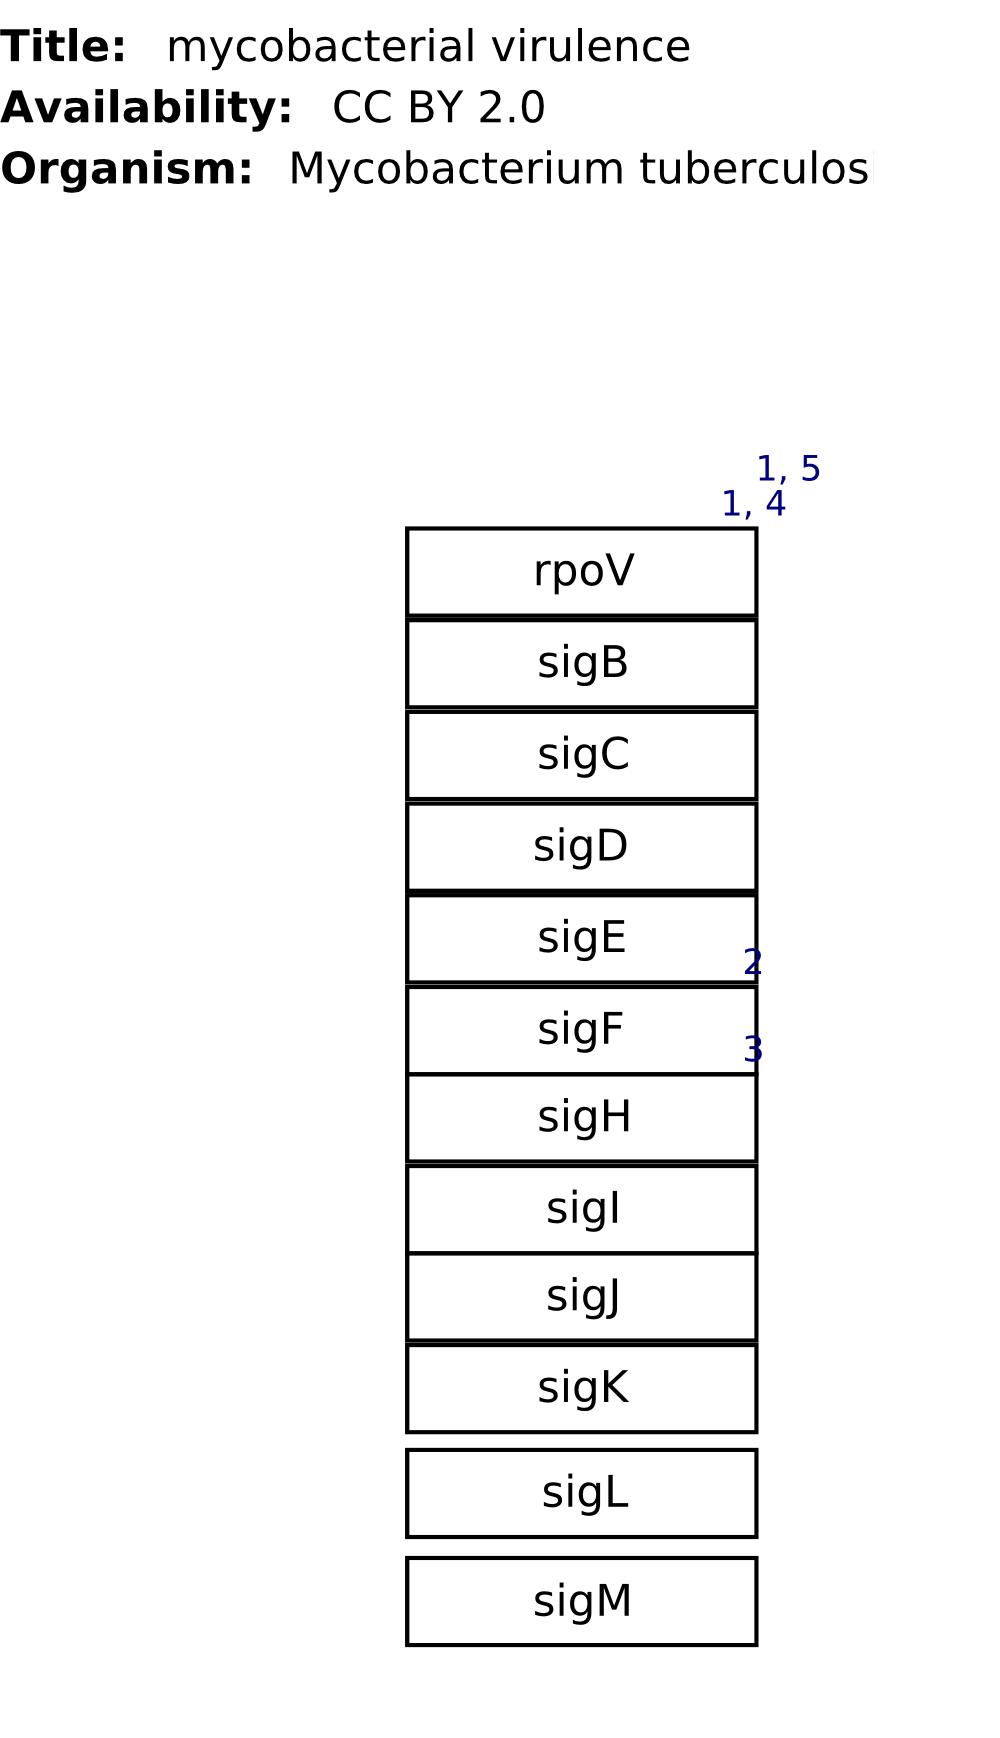 Title: mycobacterial virulence
Availability: CC BY 2.0
Organism: Mycobacterium tuberculosi
1, 5
1, 4
rpoV
sigB
sigC
sigD
sigE
2
sigF
3
sigH
sigI
sigJ
sigK
sigL
sigM